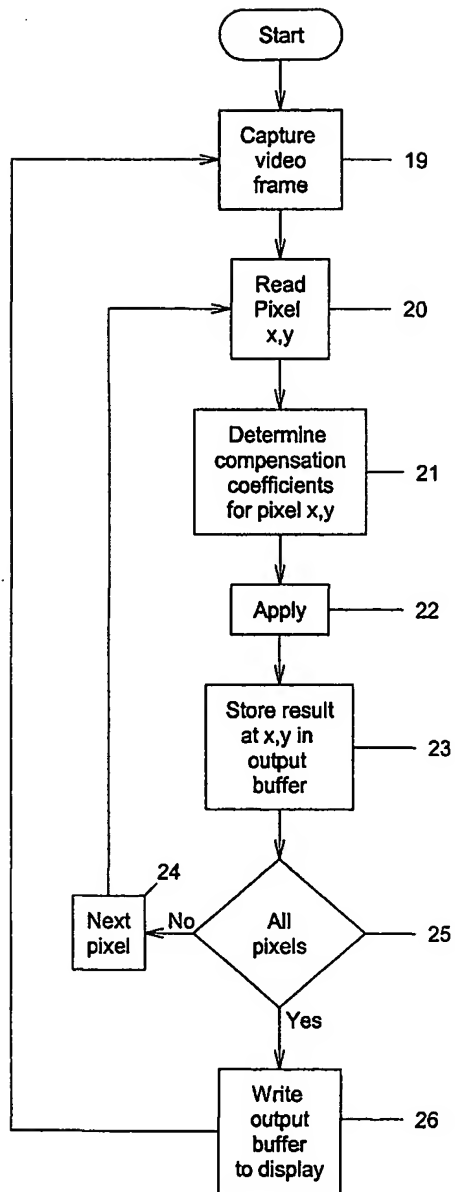 Start
Capture
video
frame
19
Read
Pixel
x,y
20
Determine
compensation
coefficients
for pixel x,y
21
Apply
22
Store result
at x,y in
output
buffer
23
24
Next
pixel
No
All
pixels
25
Yes
Write
output
buffer
to display
26